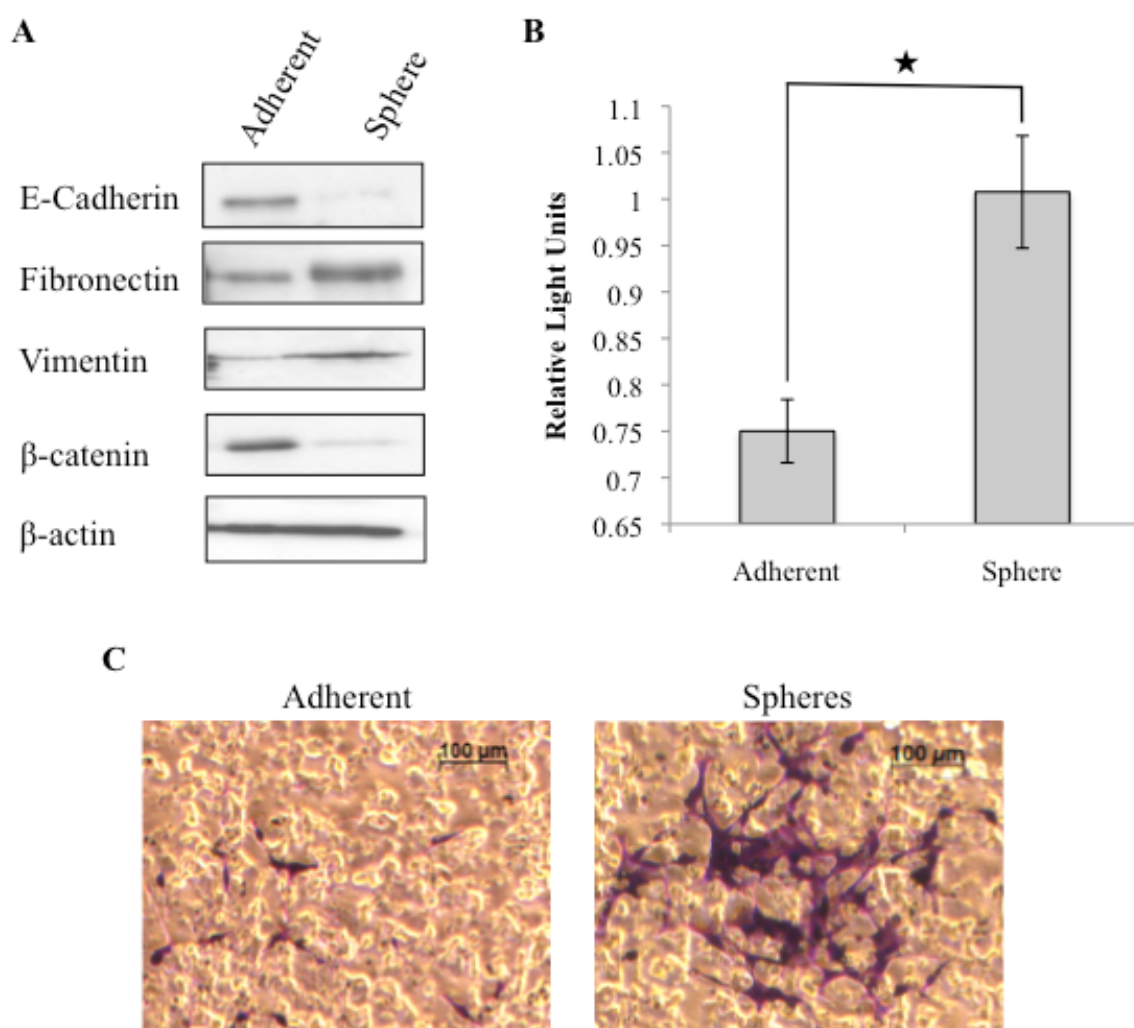 A
Adherent
Sphere
E-Cadherin
Fibronectin
Vimentin
β-catenin
β-actin
B
★
Relative Light Units
1.1
1.05
1
0.95
0.9
0.85
0.8
0.75
0.7
0.65
Adherent
Sphere
C
Adherent
Spheres
100 µm
100 µm